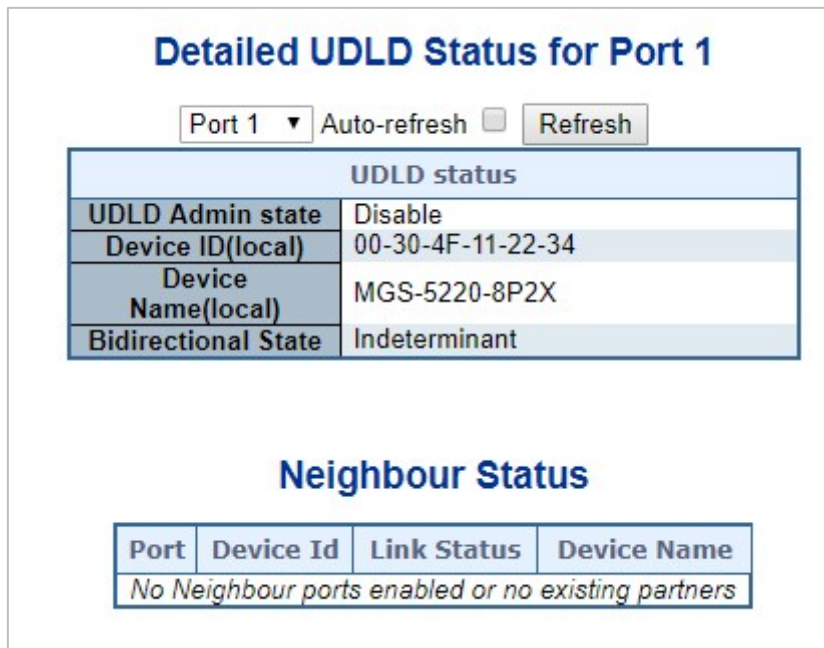 Detailed UDLD Status for Port 1
Port 1 ▼ Auto-refresh Refresh
UDLD status
UDLD Admin state Disable
Device ID(local) 00-30-4F-11-22-34
Device
Name(local) MGS-5220-8P2X
Bidirectional State Indeterminant
Neighbour Status
Port Device Id Link Status Device Name
No Neighbour ports enabled or no existing partners